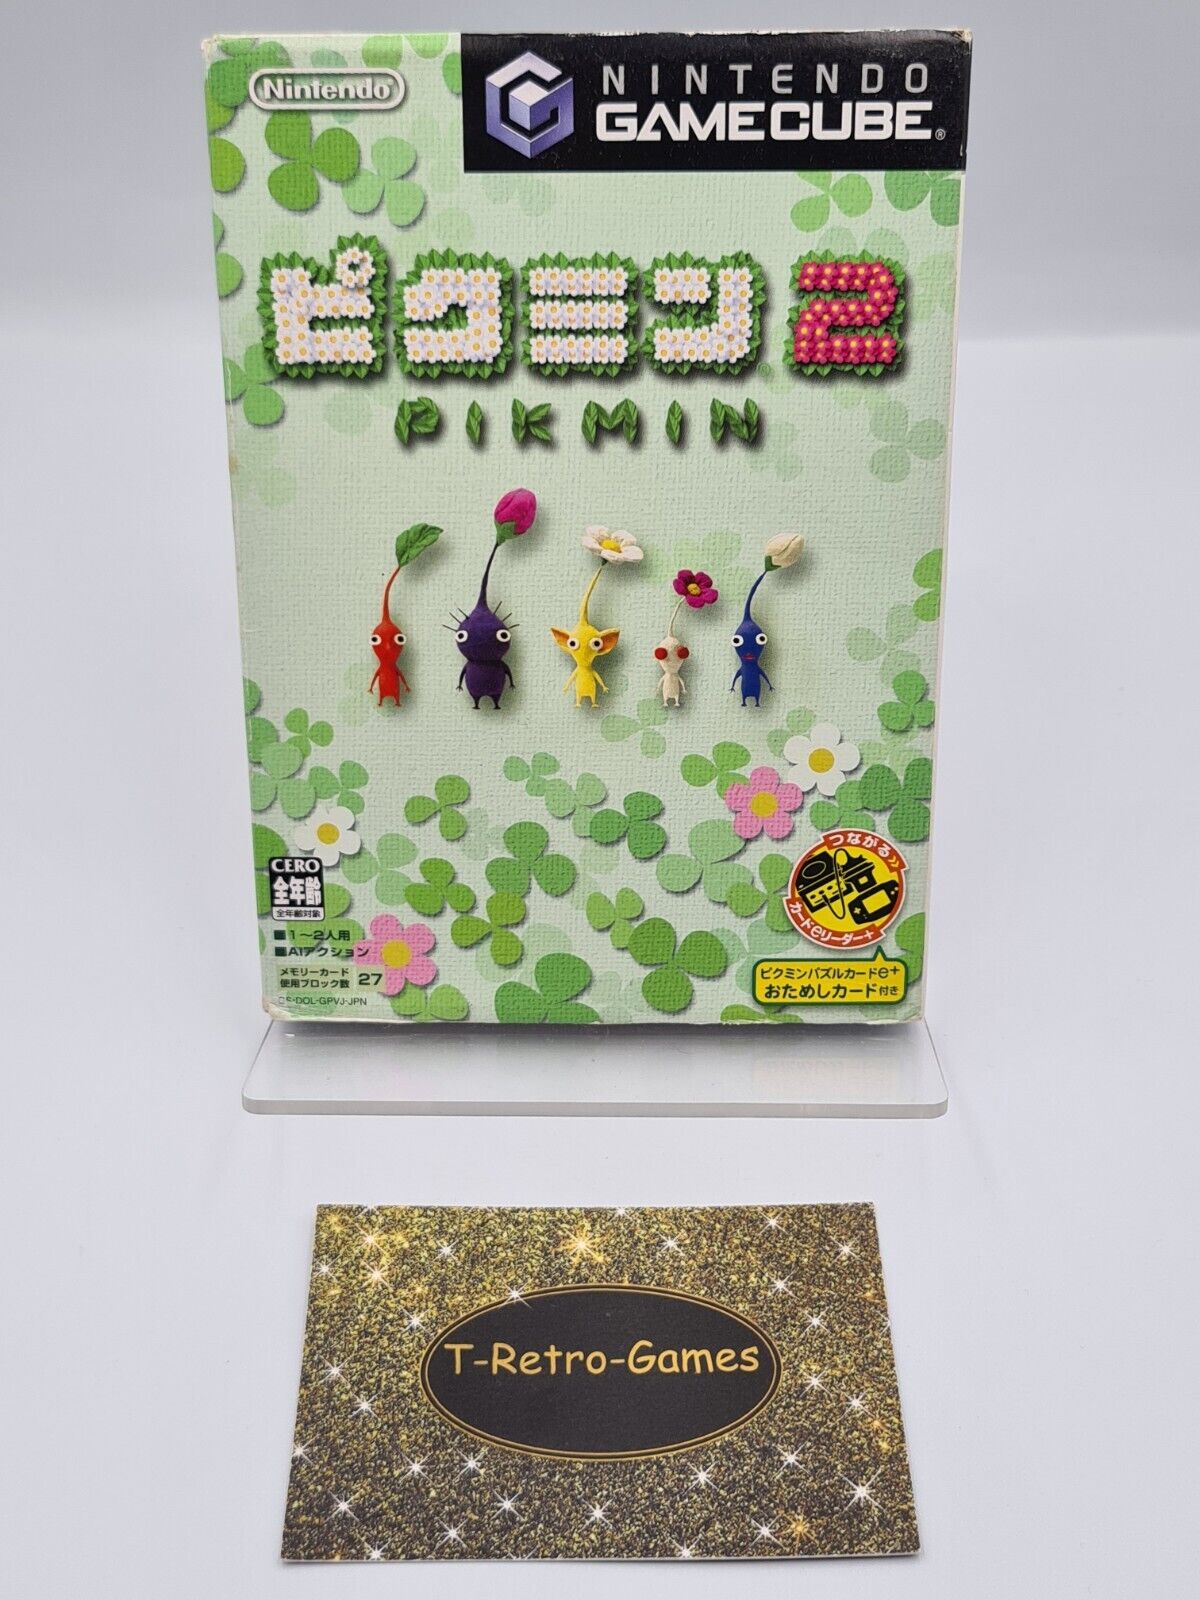 Nintendo
NINTENDO
GAMECUBE®
ピクミン2
PIKMIN
CERO
全年齢
全年齢対象
■1〜2人用
■AIアクション
メモリーカード
使用ブロック数 27
DS-DOL-GPVJ-JPN
つながる》
カードeリーダー+
ピクミンパズルカードe+
おためしカード付き
T-Retro-Games